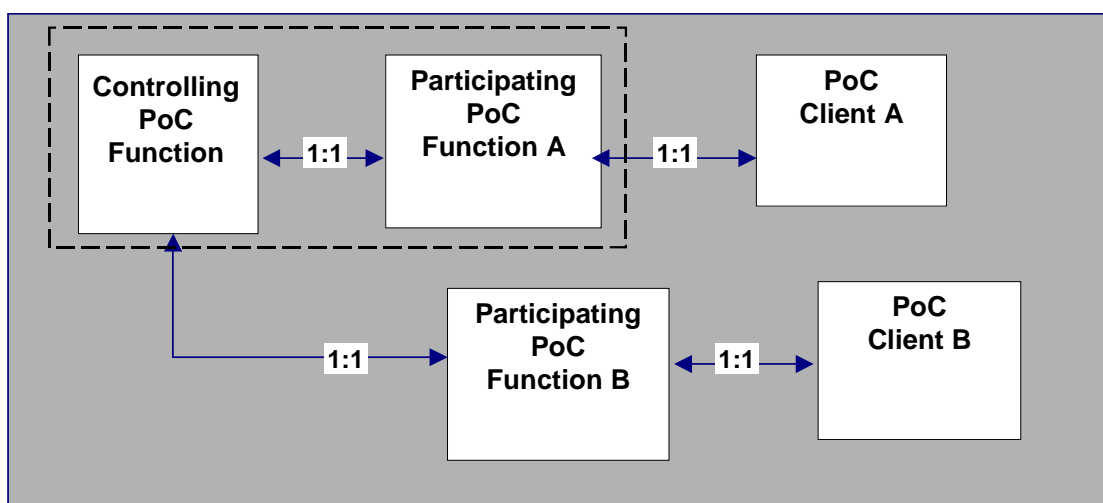 Controlling
PoC
Function
1:1
Participating
PoC
Function A
1:1
PoC
Client A
1:1
Participating
PoC
Function B
1:1
PoC
Client B